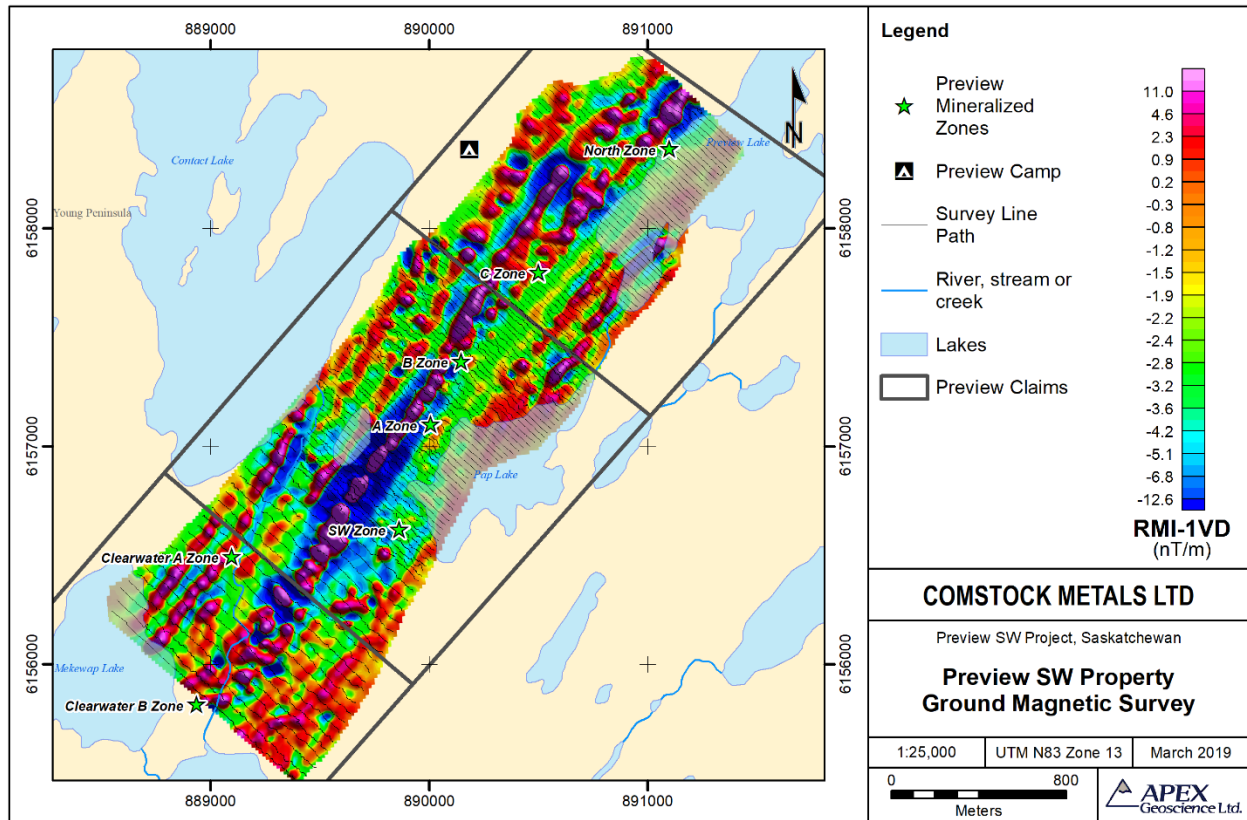 889000
890000
891000
6158000
6157000
6156000
Contact Lake
Young Peninsula
Preview Lake
North Zone
C Zone
B Zone
A Zone
Pap Lake
SW Zone
Clearwater A Zone
Mekewap Lake
Clearwater B Zone
N
6158000
6157000
6156000
889000
890000
891000
Legend
Preview
Mineralized
Zones
Preview Camp
Survey Line
Path
River, stream or
creek
Lakes
Preview Claims
11.0
4.6
2.3
0.9
0.2
-0.3
-0.8
-1.2
-1.5
-1.9
-2.2
-2.4
-2.8
-3.2
-3.6
-4.2
-5.1
-6.8
-12.6
RMI-1VD
(nT/m)
COMSTOCK METALS LTD
Preview SW Project, Saskatchewan
Preview SW Property
Ground Magnetic Survey
1:25,000
UTM N83 Zone 13
March 2019
0 800
Meters
APEX
Geoscience Ltd.